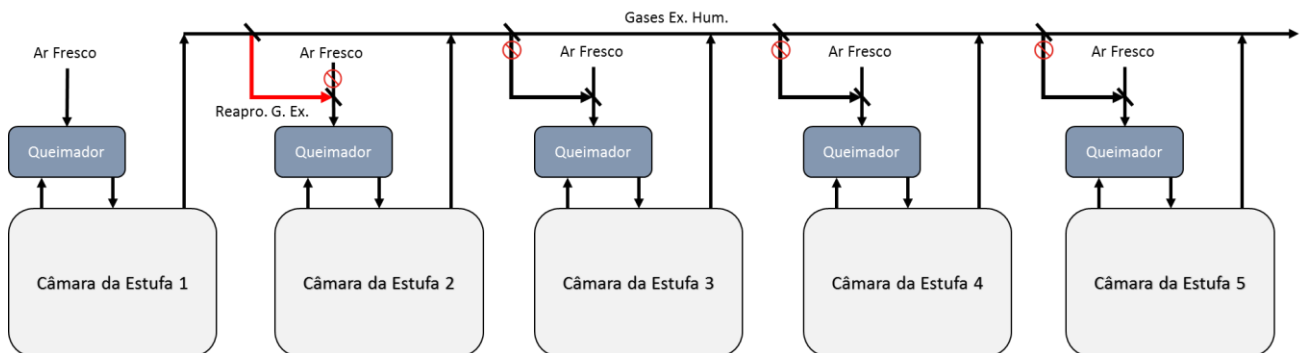 Gases Ex. Hum.
Ar Fresco
Ar Fresco
Ar Fresco
Ar Fresco
Ar Fresco
Reapro. G. Ex.
Queimador
Queimador
Queimador
Queimador
Queimador
Câmara da Estufa 1
Câmara da Estufa 2
Câmara da Estufa 3
Câmara da Estufa 4
Câmara da Estufa 5